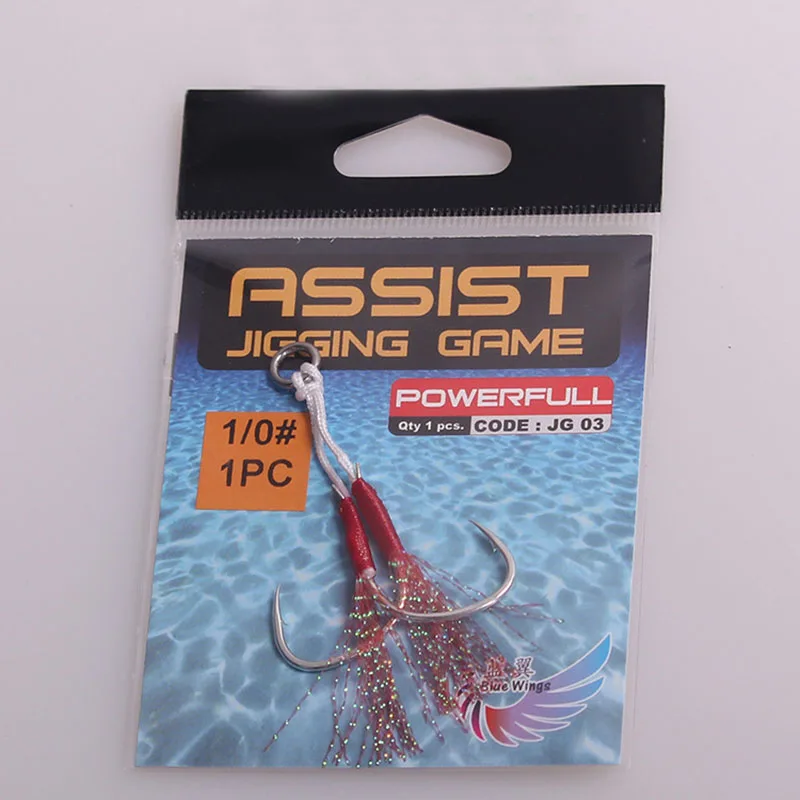 ASSIST
JIGGING GAME
POWERFULL
Qty 1 pcs. CODE : JG 03
1/0#
1PC
Blue Wings